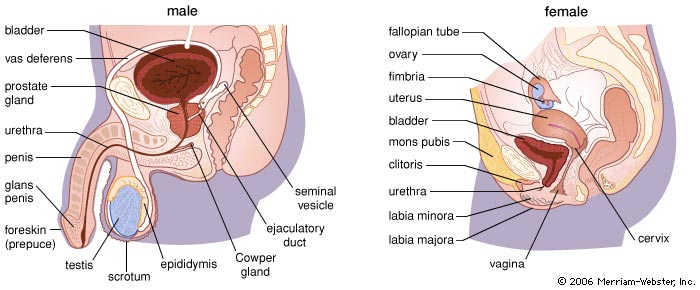 male
bladder
vas deferens
prostate
gland
urethra
penis
glans
penis
foreskin
(prepuce)
testis
scrotum
epididymis
Cowper
gland
ejaculatory
duct
seminal
vesicle
female
fallopian tube
ovary
fimbria
uterus
bladder
mons pubis
clitoris
urethra
labia minora
labia majora
vagina
cervix
© 2006 Merriam-Webster, Inc.